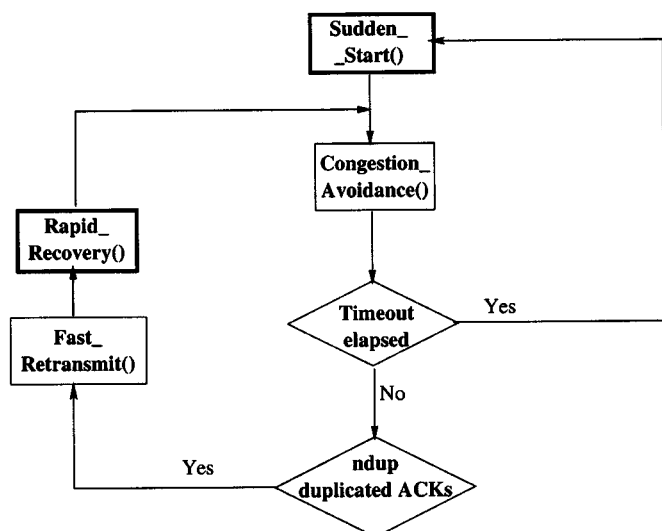 Sudden_
_Start()
Congestion_
Avoidance()
Rapid_
Recovery()
Timeout
elapsed
Yes
Fast_
Retransmit()
No
ndup
duplicated ACKs
Yes